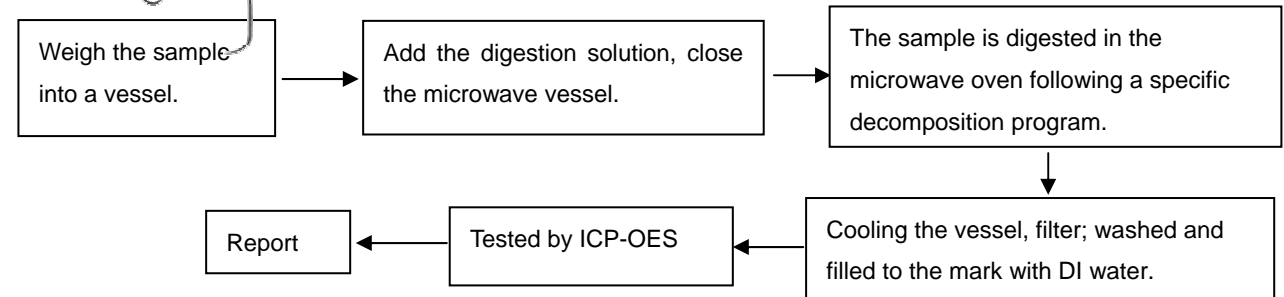 Weigh the sample
into a vessel.
Add the digestion solution, close
the microwave vessel.
The sample is digested in the
microwave oven following a specific
decomposition program.
Cooling the vessel, filter; washed and
filled to the mark with DI water.
Tested by ICP-OES
Report